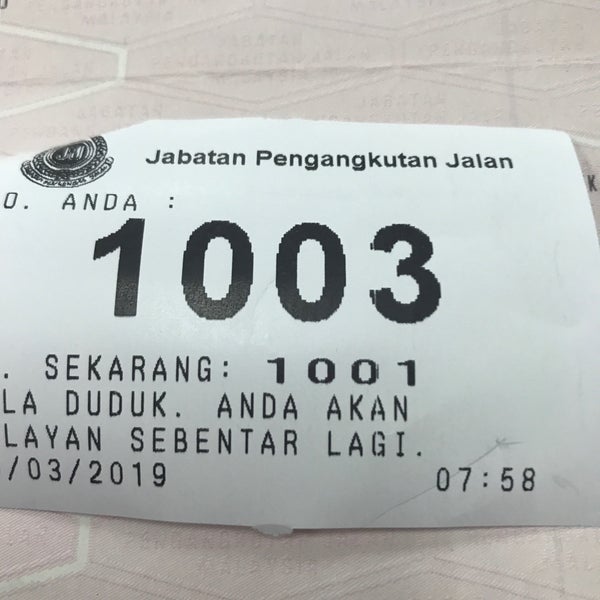 Jabatan Pengangkutan Jalan
O. ANDA :
1003
. SEKARANG: 1001
LA DUDUK. ANDA AKAN
LAYAN SEBENTAR LAGI.
/03/2019 07:58